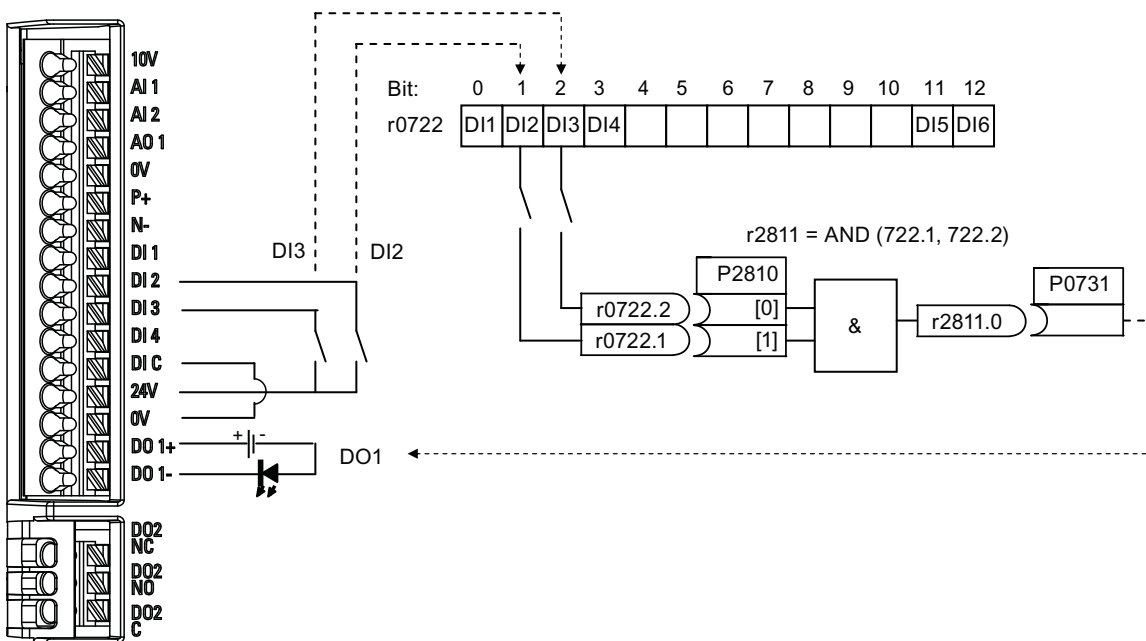 10V
AI 1
AI 2
AO 1
0V
P+
N-
DI 1
DI 2
DI 3
DI 4
DI C
24V
0V
DO 1+
DO 1-
DO2
NC
DO2
NO
DO2
C
DI3 DI2
+ -
DO1
Bit: 0 1 2 3 4 5 6 7 8 9 10 11 12
r0722 DI1 DI2 DI3 DI4 DI5 DI6
r2811 = AND (722.1, 722.2)
P2810
r0722.2 [0]
r0722.1 [1]
&
r2811.0
P0731